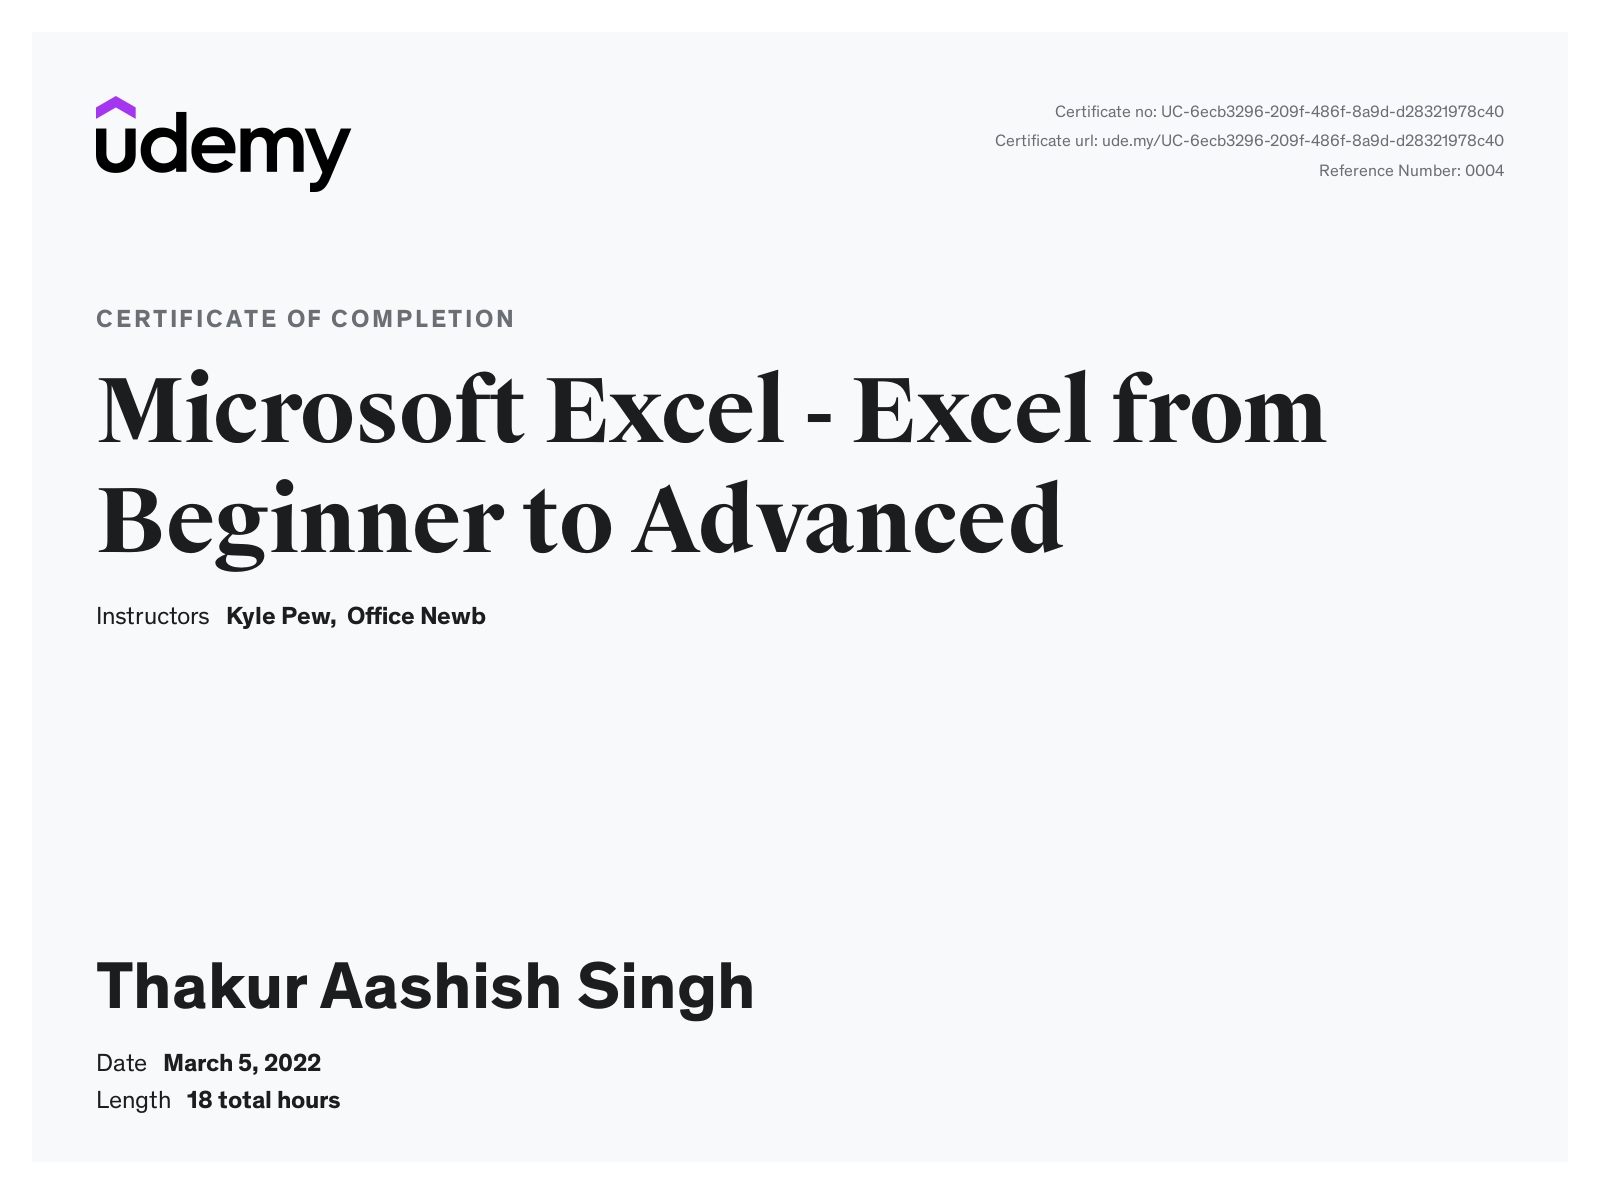 udemy
Certificate no: UC-6ecb3296-209f-486f-8a9d-d28321978c40
Certificate url: ude.my/UC-6ecb3296-209f-486f-8a9d-d28321978c40
Reference Number: 0004
CERTIFICATE OF COMPLETION
Microsoft Excel - Excel from
Beginner to Advanced
Instructors Kyle Pew, Office Newb
Thakur Aashish Singh
Date March 5, 2022
Length 18 total hours